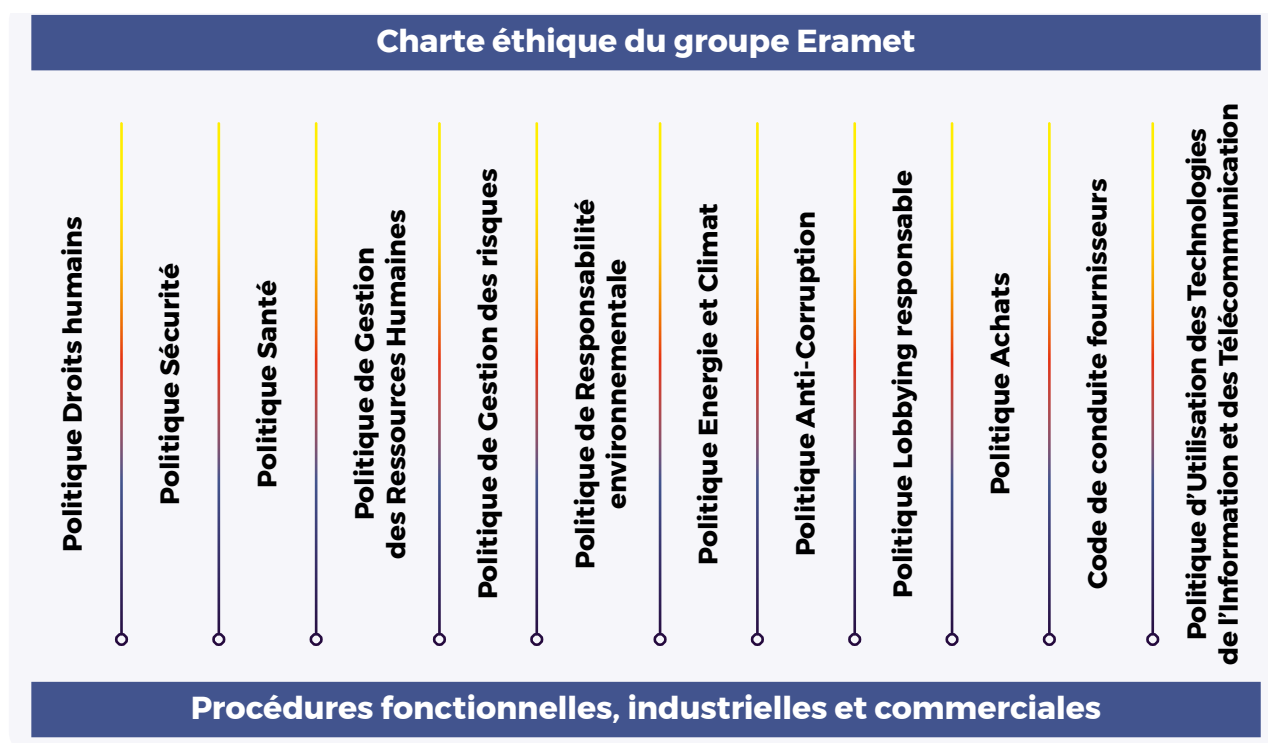 Charte éthique du groupe Eramet
Politique Droits humains
Politique Sécurité
Politique Santé
Politique de Gestion
des Ressources Humaines
Politique de Gestion des risques
Politique de Responsabilité
environnementale
Politique Energie et Climat
Politique Anti-Corruption
Politique Lobbying responsable
Politique Achats
Code de conduite fournisseurs
Politique d'Utilisation des Technologies
de l'Information et des Télécommunication
Procédures fonctionnelles, industrielles et commerciales